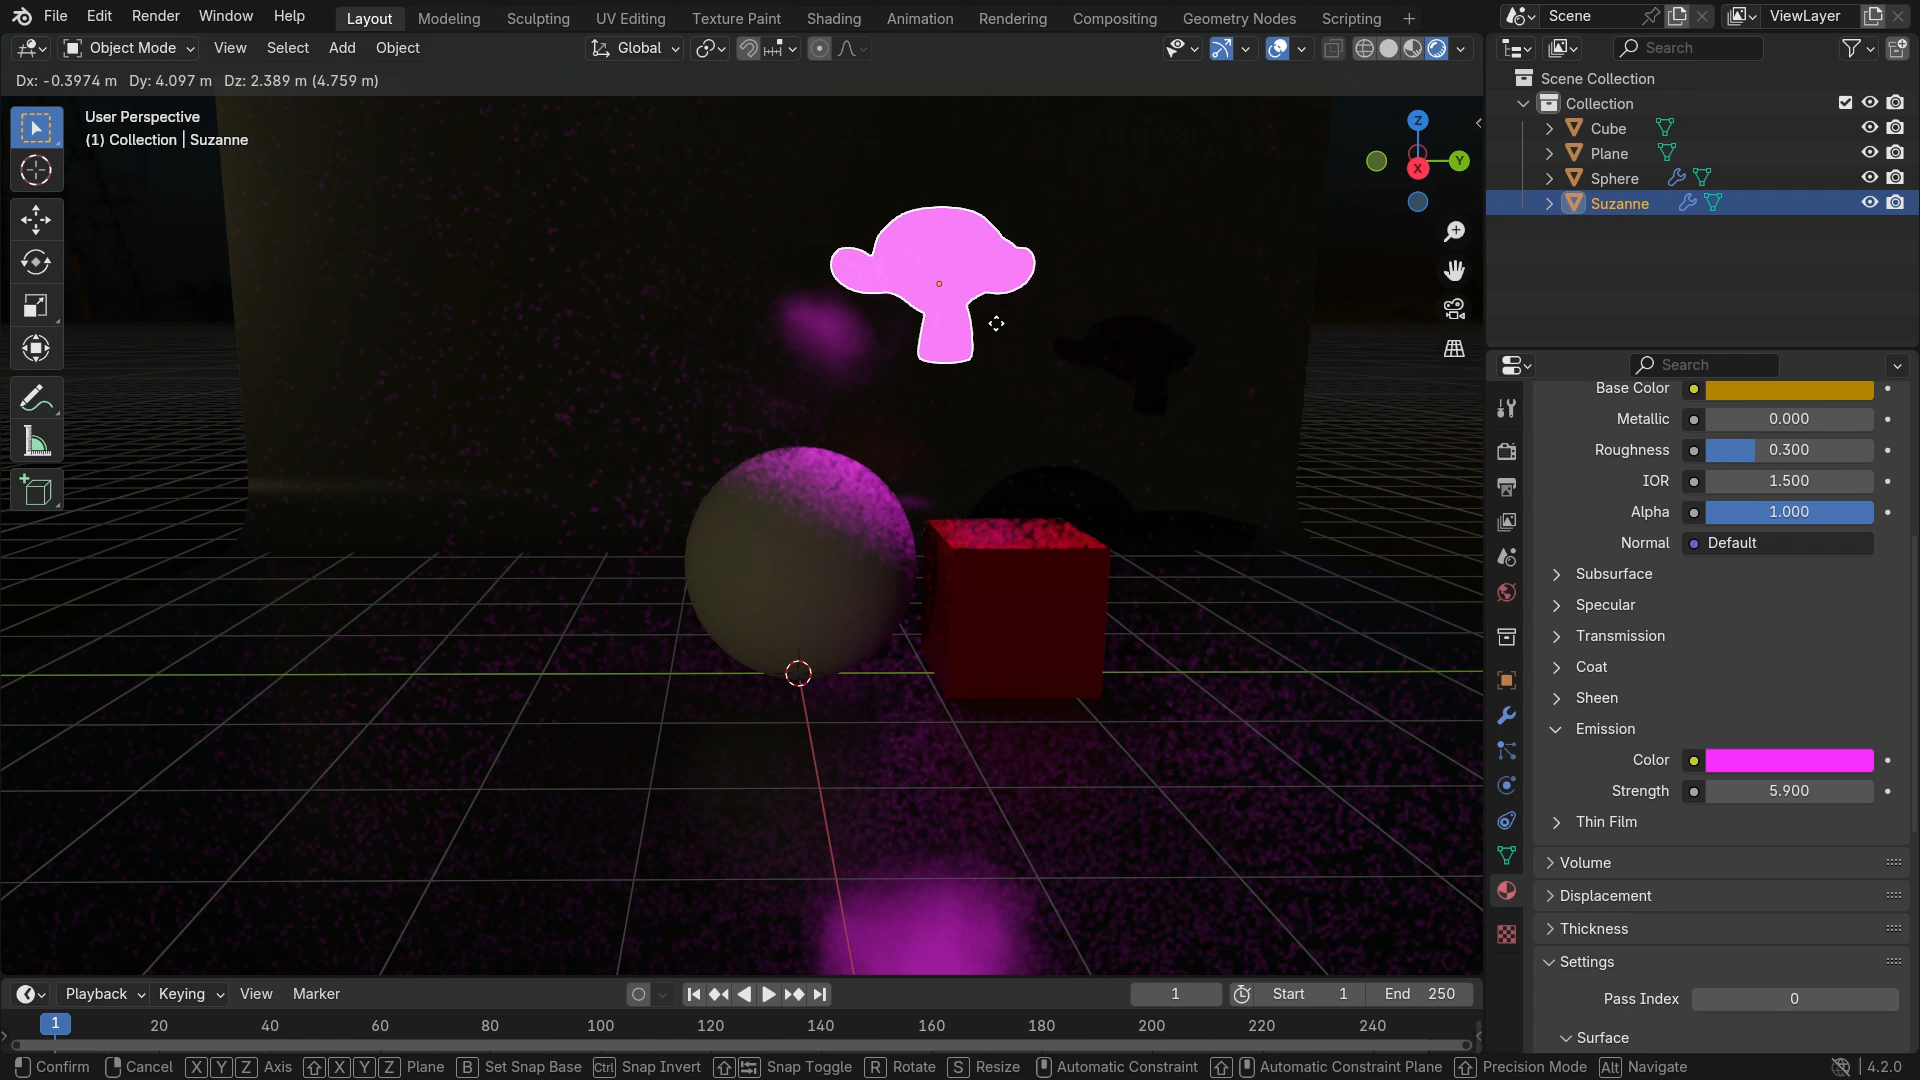 File Edit Render Window Help Layout Modeling Sculpting UV Editing Texture Paint Shading Animation Rendering Compositing Geometry Nodes Scripting + Scene ViewLayer
Object Mode View Select Add Object Global Search
Dx: -0.3974 m Dy: 4.097 m Dz: 2.389 m (4.759 m)
User Perspective
(1) Collection | Suzanne
Z
Y
X
Scene Collection
Collection
Cube
Plane
Sphere
Suzanne
Search
Base Color
Metallic 0.000
Roughness 0.300
IOR 1.500
Alpha 1.000
Normal Default
Subsurface
Specular
Transmission
Coat
Sheen
Emission
Color
Strength 5.900
Thin Film
Volume
Displacement
Thickness
Settings
Pass Index 0
Surface
Playback Keying View Marker 1 Start 1 End 250
1 20 40 60 80 100 120 140 160 180 200 220 240
Confirm Cancel X Y Z Axis X Y Z Plane B Set Snap Base Ctrl Snap Invert Snap Toggle R Rotate S Resize Automatic Constraint Automatic Constraint Plane Precision Mode Alt Navigate 4.2.0